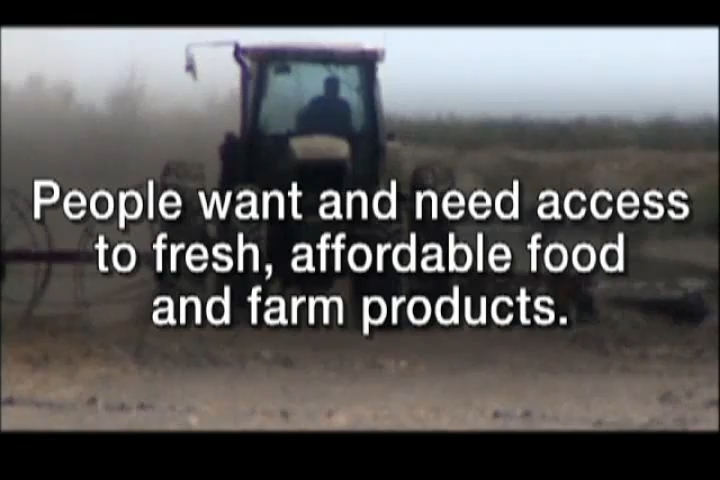 People want and need access
to fresh, affordable food
and farm products.